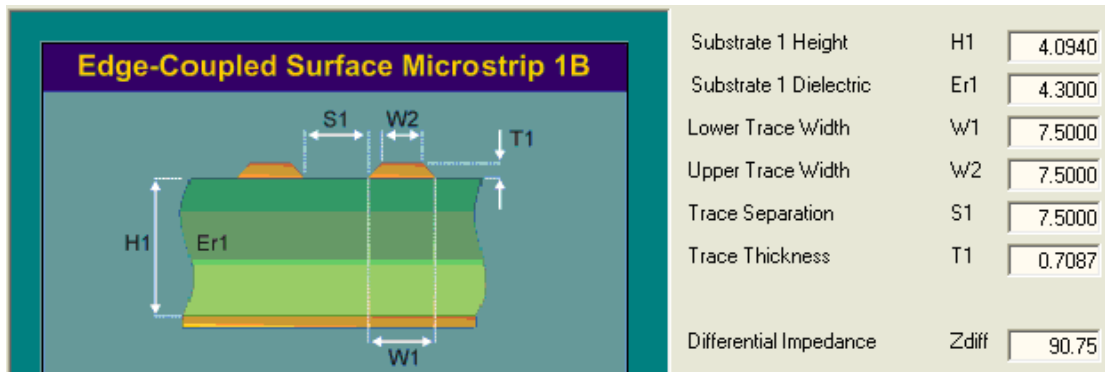 Edge-Coupled Surface Microstrip 1B
S1
W2
T1
H1
Er1
W1
Substrate 1 Height H1 4.0940
Substrate 1 Dielectric Er1 4.3000
Lower Trace Width W1 7.5000
Upper Trace Width W2 7.5000
Trace Separation S1 7.5000
Trace Thickness T1 0.7087
Differential Impedance Zdiff 90.75